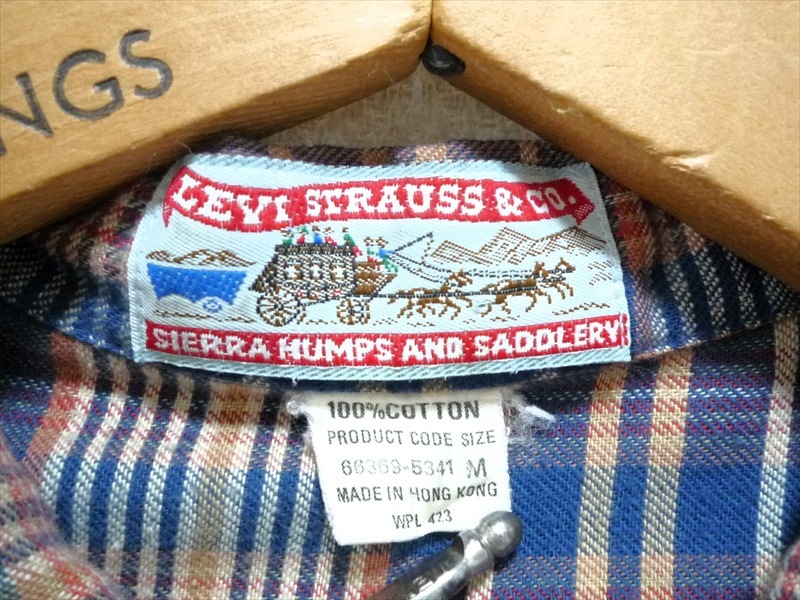 NGS
LEVI STRAUSS & CO.
SIERRA HUMPS AND SADDLERY
100% COTTON
PRODUCT CODE SIZE
66369-5341 M
MADE IN HONG KONG
WPL 423